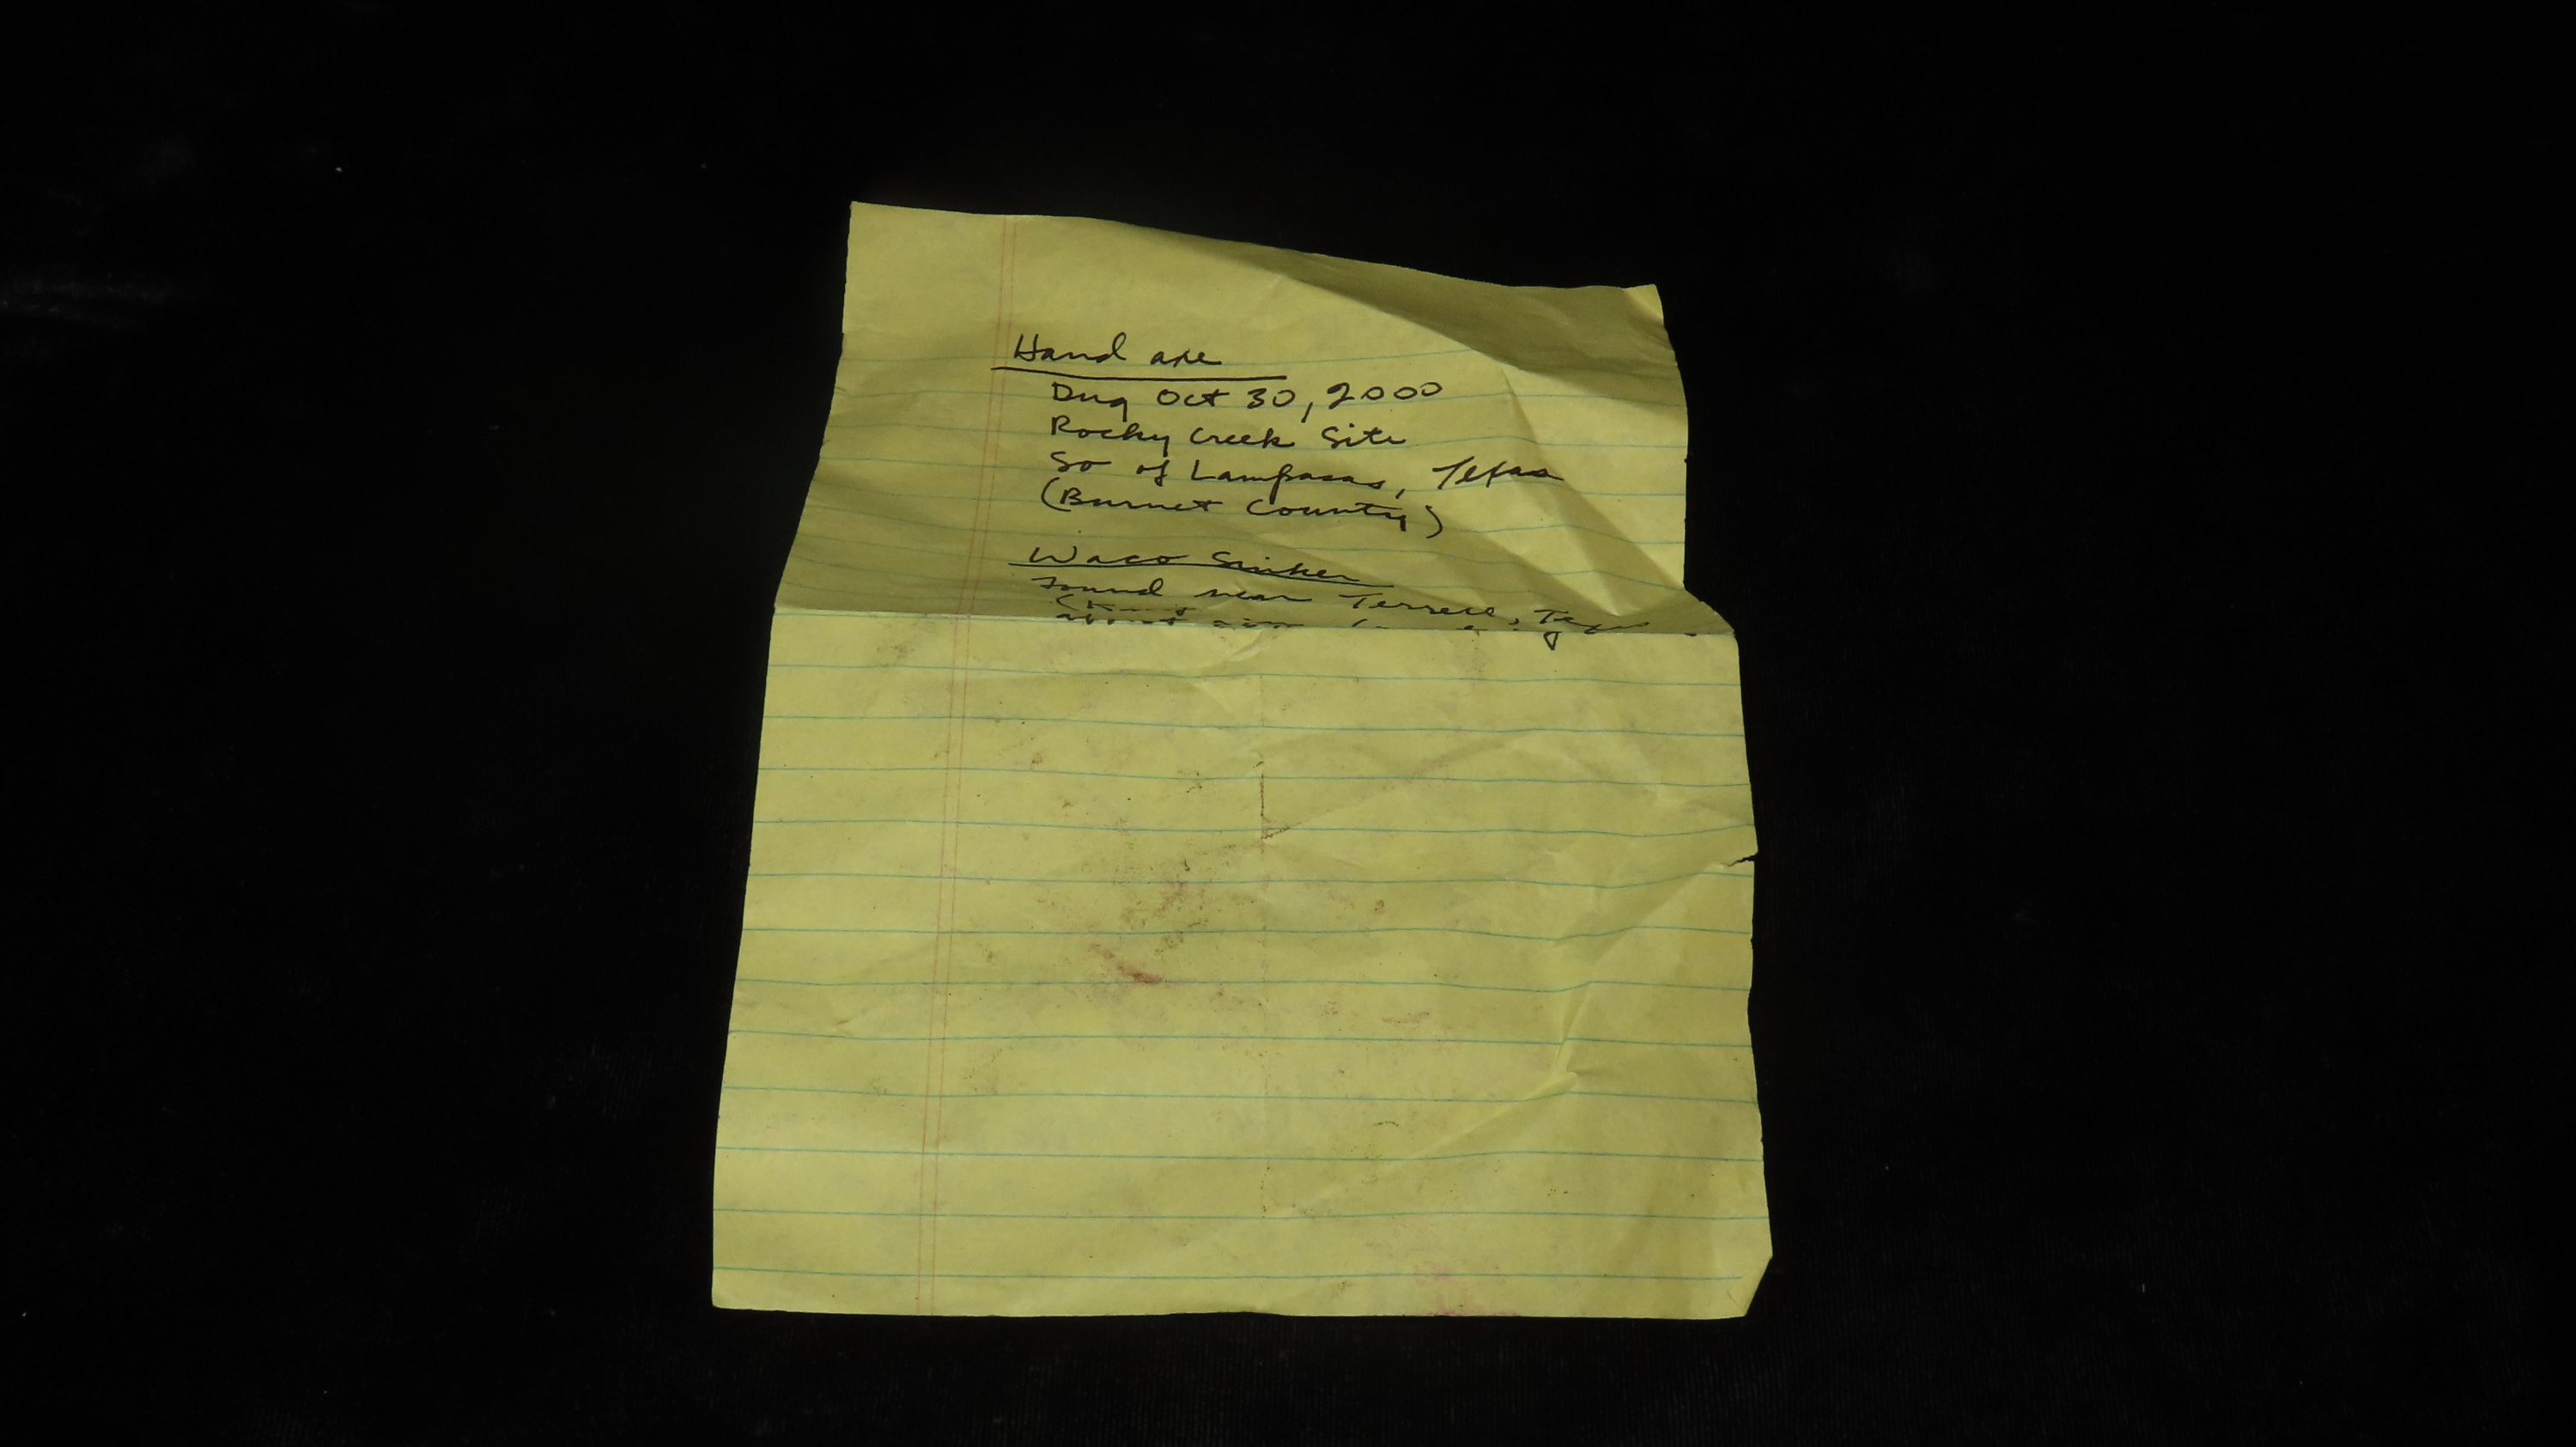 Hand axe
Dug Oct 30, 2000
Rocky Creek Site
So of Lampasas, Texas
(Burnet County)
Waco Sinker
Found near Terrell,
about